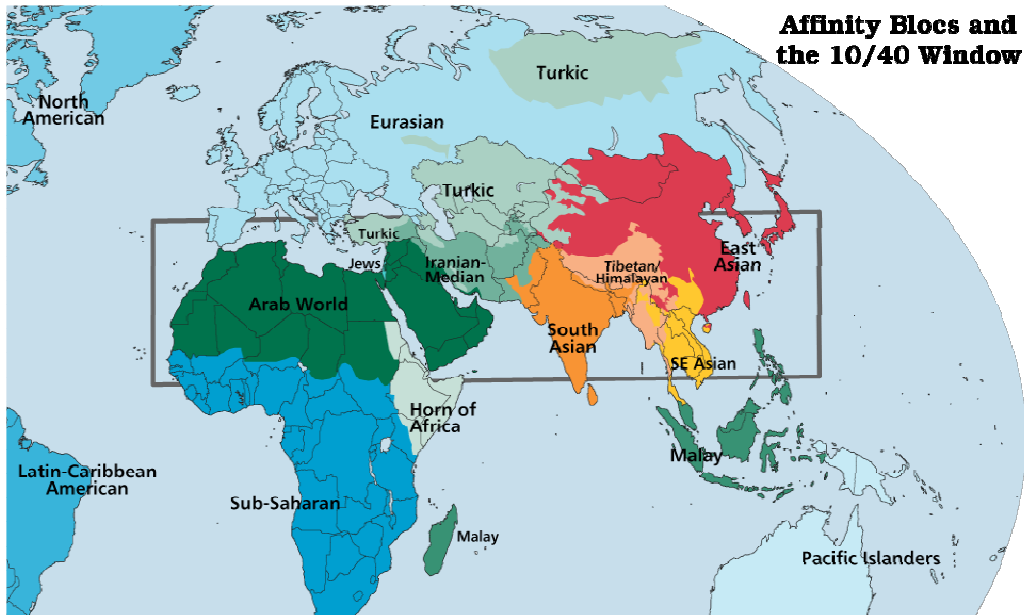 Affinity Blocs and
the 10/40 Window
Turkic
North
American
Eurasian
Turkic
Turkic
Jews
Iranian-
Median
Tibetan/
Himalayan
East
Asian
Arab World
South
Asian
SE Asian
Horn of
Africa
Malay
Latin-Caribbean
American
Sub-Saharan
Malay
Pacific Islanders